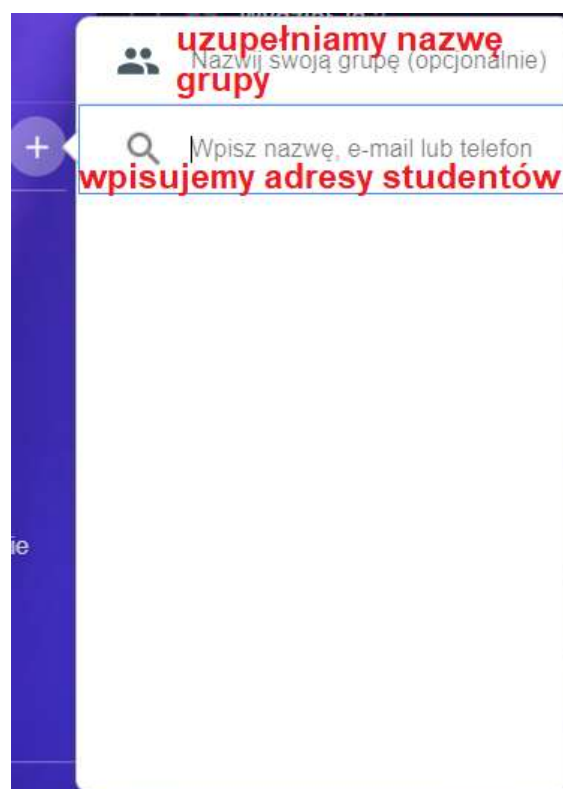 uzupełniamy nazwę
Nazwij swoją grupę (opcjonalnie)
grupy
+
Wpisz nazwę, e-mail lub telefon
wpisujemy adresy studentów
ie